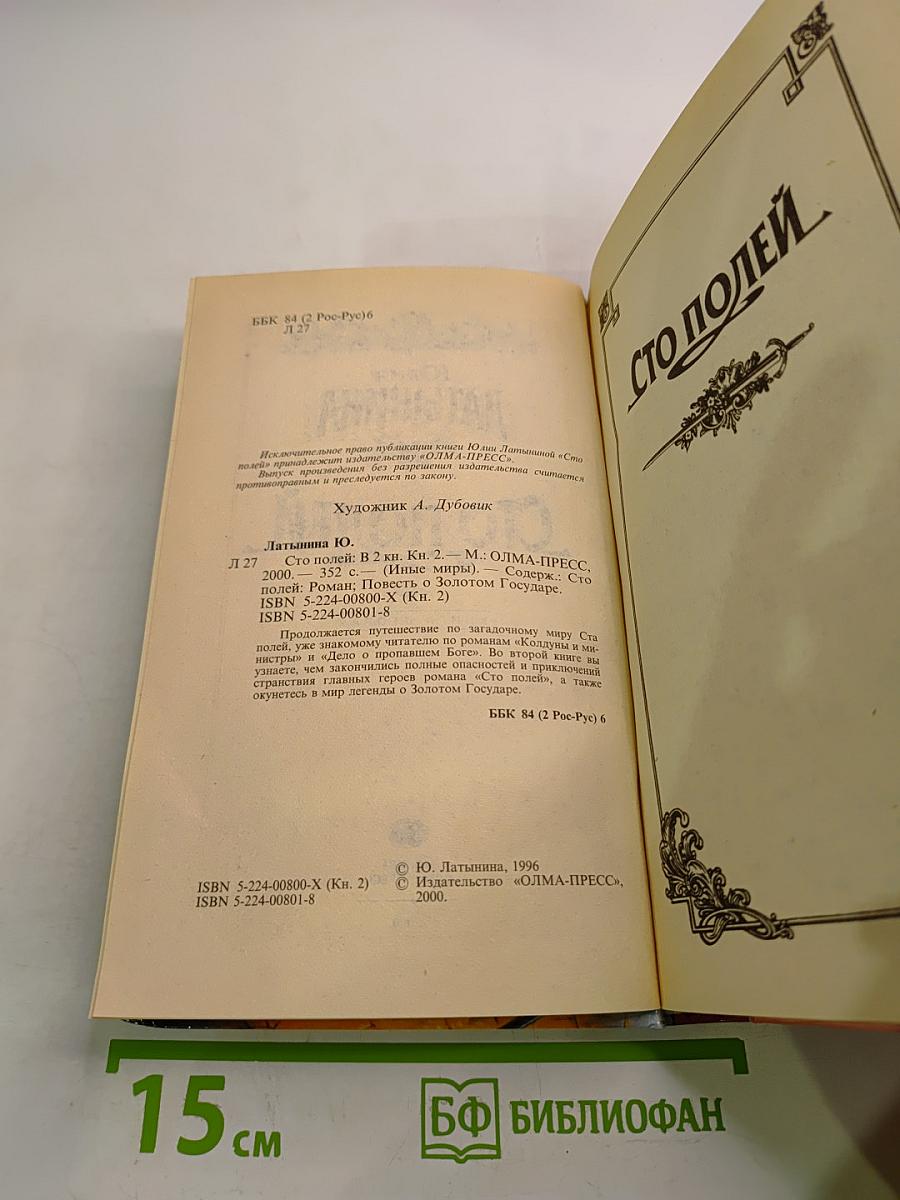 ББК 84 (2 Рос-Рус)6
Л 27
Исключительное право публикации книги Юлии Латыниной «Сто
полей» принадлежит издательству «ОЛМА-ПРЕСС».
Выпуск произведения без разрешения издательства считается
противоправным и преследуется по закону.
Художник А. Дубовик
Латынина Ю.
Л 27 Сто полей: В 2 кн. Кн. 2. — М.: ОЛМА-ПРЕСС,
2000. — 352 с. — (Иные миры). — Содерж.: Сто
полей: Роман; Повесть о Золотом Государе.
ISBN 5-224-00800-X (Кн. 2)
ISBN 5-224-00801-8
Продолжается путешествие по загадочному миру Ста
полей, уже знакомому читателю по романам «Колдуны и ми-
нистры» и «Дело о пропавшем Боге». Во второй книге вы
узнаете, чем закончились полные опасностей и приключений
странствия главных героев романа «Сто полей», а также
окунетесь в мир легенды о Золотом Государе.
ББК 84 (2 Рос-Рус) 6
ISBN 5-224-00800-X (Кн. 2)
ISBN 5-224-00801-8
© Ю. Латынина, 1996
© Издательство «ОЛМА-ПРЕСС»,
2000.
СТО ПОЛЕЙ
15 см
БФ БИБЛИОФАН